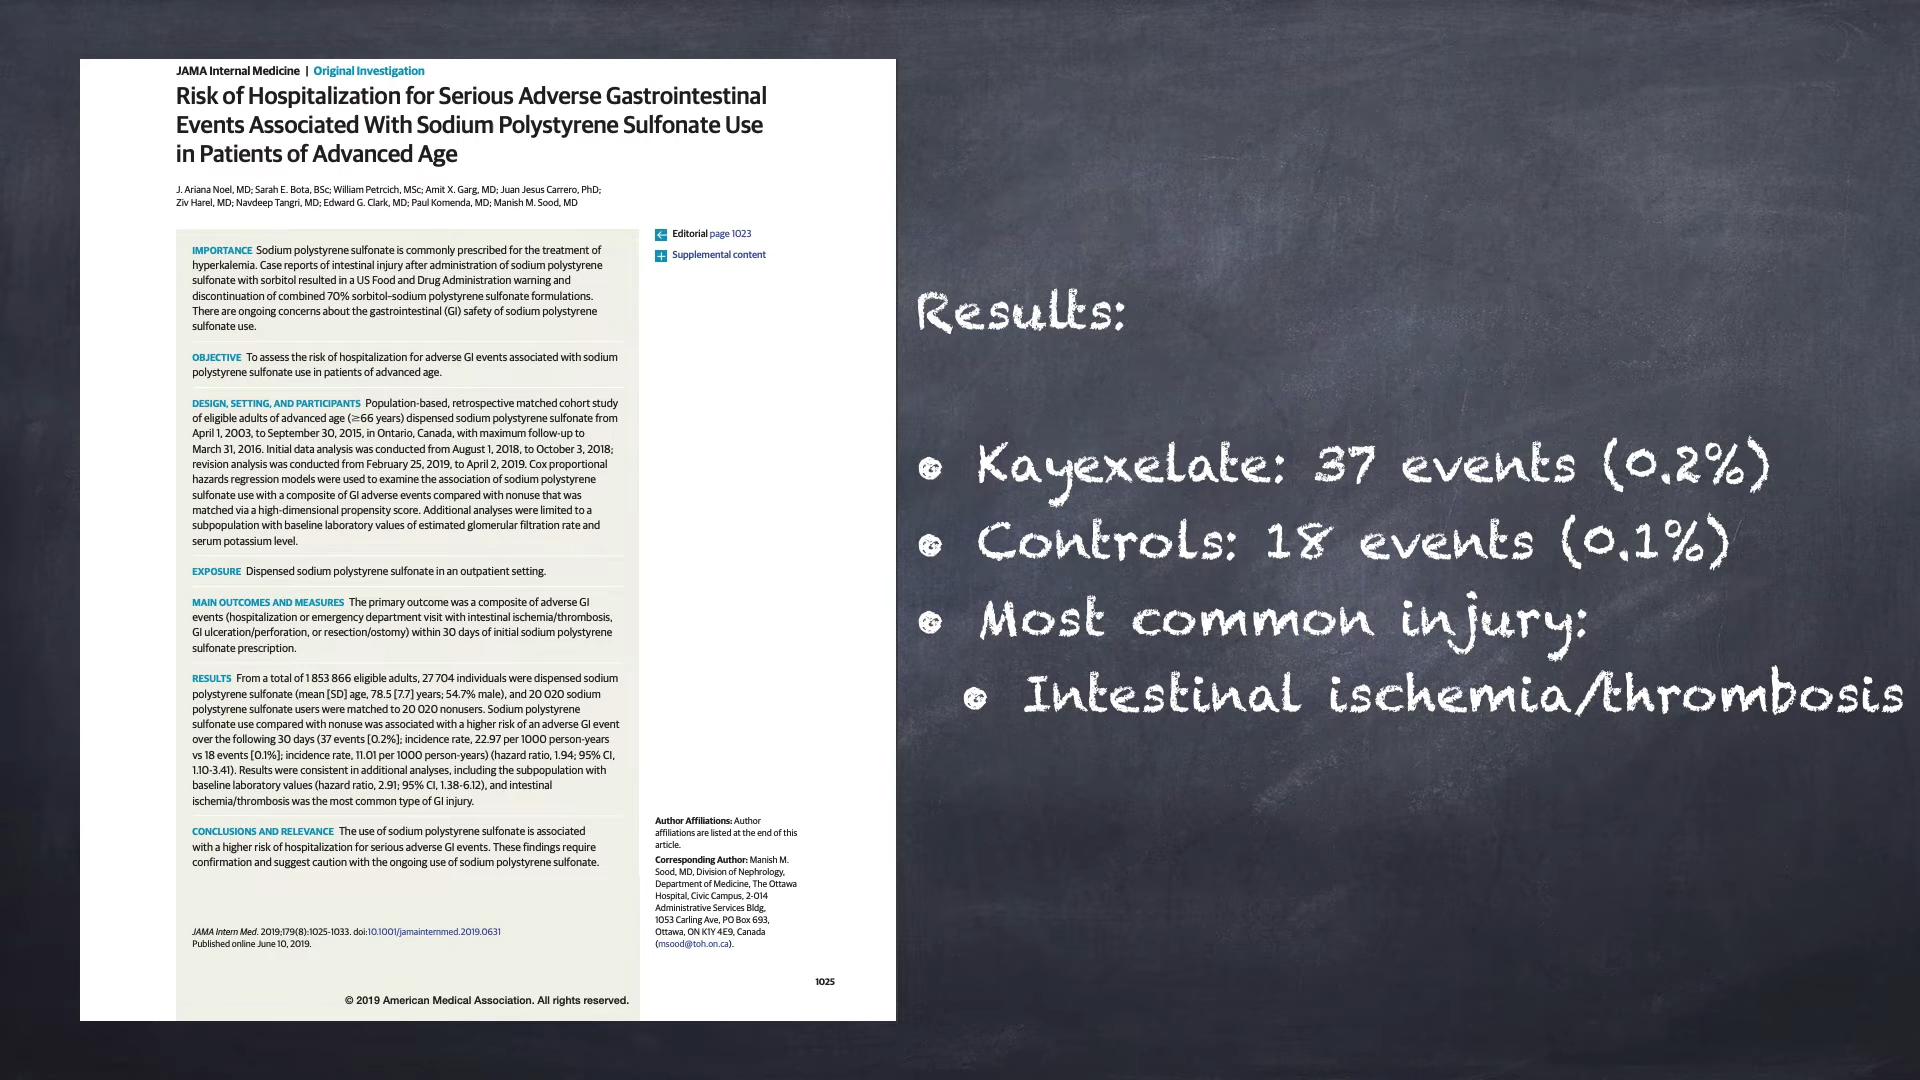 JAMA Internal Medicine | Original Investigation
Risk of Hospitalization for Serious Adverse Gastrointestinal
Events Associated With Sodium Polystyrene Sulfonate Use
in Patients of Advanced Age
J. Ariana Noel, MD; Sarah E. Bota, BSc; William Petrcich, MSc; Amit X. Garg, MD; Juan Jesus Carrero, PhD;
Ziv Harel, MD; Navdeep Tangri, MD; Edward G. Clark, MD; Paul Komenda, MD; Manish M. Sood, MD
IMPORTANCE Sodium polystyrene sulfonate is commonly prescribed for the treatment of
hyperkalemia. Case reports of intestinal injury after administration of sodium polystyrene
sulfonate with sorbitol resulted in a US Food and Drug Administration warning and
discontinuation of combined 70% sorbitol–sodium polystyrene sulfonate formulations.
There are ongoing concerns about the gastrointestinal (GI) safety of sodium polystyrene
sulfonate use.
OBJECTIVE To assess the risk of hospitalization for adverse GI events associated with sodium
polystyrene sulfonate use in patients of advanced age.
DESIGN, SETTING, AND PARTICIPANTS Population-based, retrospective matched cohort study
of eligible adults of advanced age (≥66 years) dispensed sodium polystyrene sulfonate from
April 1, 2003, to September 30, 2015, in Ontario, Canada, with maximum follow-up to
March 31, 2016. Initial data analysis was conducted from August 1, 2018, to October 3, 2018;
revision analysis was conducted from February 25, 2019, to April 2, 2019. Cox proportional
hazards regression models were used to examine the association of sodium polystyrene
sulfonate use with a composite of GI adverse events compared with nonuse that was
matched via a high-dimensional propensity score. Additional analyses were limited to a
subpopulation with baseline laboratory values of estimated glomerular filtration rate and
serum potassium level.
EXPOSURE Dispensed sodium polystyrene sulfonate in an outpatient setting.
MAIN OUTCOMES AND MEASURES The primary outcome was a composite of adverse GI
events (hospitalization or emergency department visit with intestinal ischemia/thrombosis,
GI ulceration/perforation, or resection/ostomy) within 30 days of initial sodium polystyrene
sulfonate prescription.
RESULTS From a total of 1 853 866 eligible adults, 27 704 individuals were dispensed sodium
polystyrene sulfonate (mean [SD] age, 78.5 [7.7] years; 54.7% male), and 20 020 sodium
polystyrene sulfonate users were matched to 20 020 nonusers. Sodium polystyrene
sulfonate use compared with nonuse was associated with a higher risk of an adverse GI event
over the following 30 days (37 events [0.2%]; incidence rate, 22.97 per 1000 person-years
vs 18 events [0.1%]; incidence rate, 11.01 per 1000 person-years) (hazard ratio, 1.94; 95% CI,
1.10-3.41). Results were consistent in additional analyses, including the subpopulation with
baseline laboratory values (hazard ratio, 2.91; 95% CI, 1.38-6.12), and intestinal
ischemia/thrombosis was the most common type of GI injury.
CONCLUSIONS AND RELEVANCE The use of sodium polystyrene sulfonate is associated
with a higher risk of hospitalization for serious adverse GI events. These findings require
confirmation and suggest caution with the ongoing use of sodium polystyrene sulfonate.
JAMA Intern Med. 2019;179(8):1025-1033. doi:10.1001/jamainternmed.2019.0631
Published online June 10, 2019.
Editorial page 1023
Supplemental content
Author Affiliations: Author
affiliations are listed at the end of this
article.
Corresponding Author: Manish M.
Sood, MD, Division of Nephrology,
Department of Medicine, The Ottawa
Hospital, Civic Campus, 2-014
Administrative Services Bldg,
1053 Carling Ave, PO Box 693,
Ottawa, ON K1Y 4E9, Canada
(msood@toh.on.ca).
1025
© 2019 American Medical Association. All rights reserved.
Results:
Kayexelate: 37 events (0.2%)
Controls: 18 events (0.1%)
Most common injury:
Intestinal ischemia/thrombosis